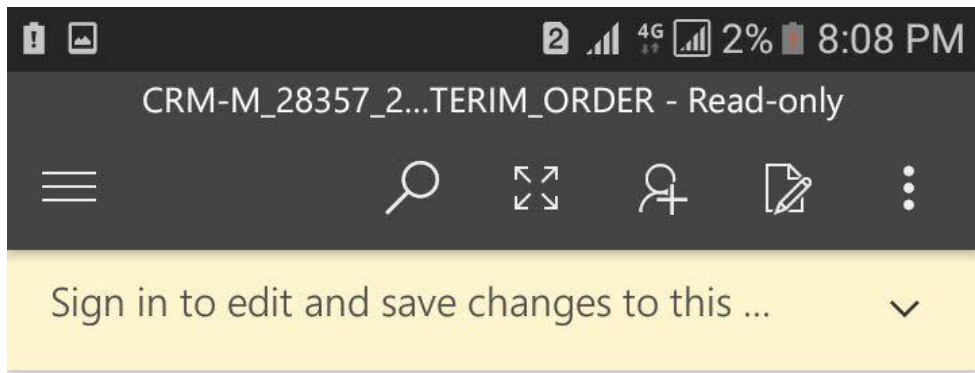 2 4G 2% 8:08 PM
CRM-M_28357_2...TERIM_ORDER - Read-only
Sign in to edit and save changes to this ...